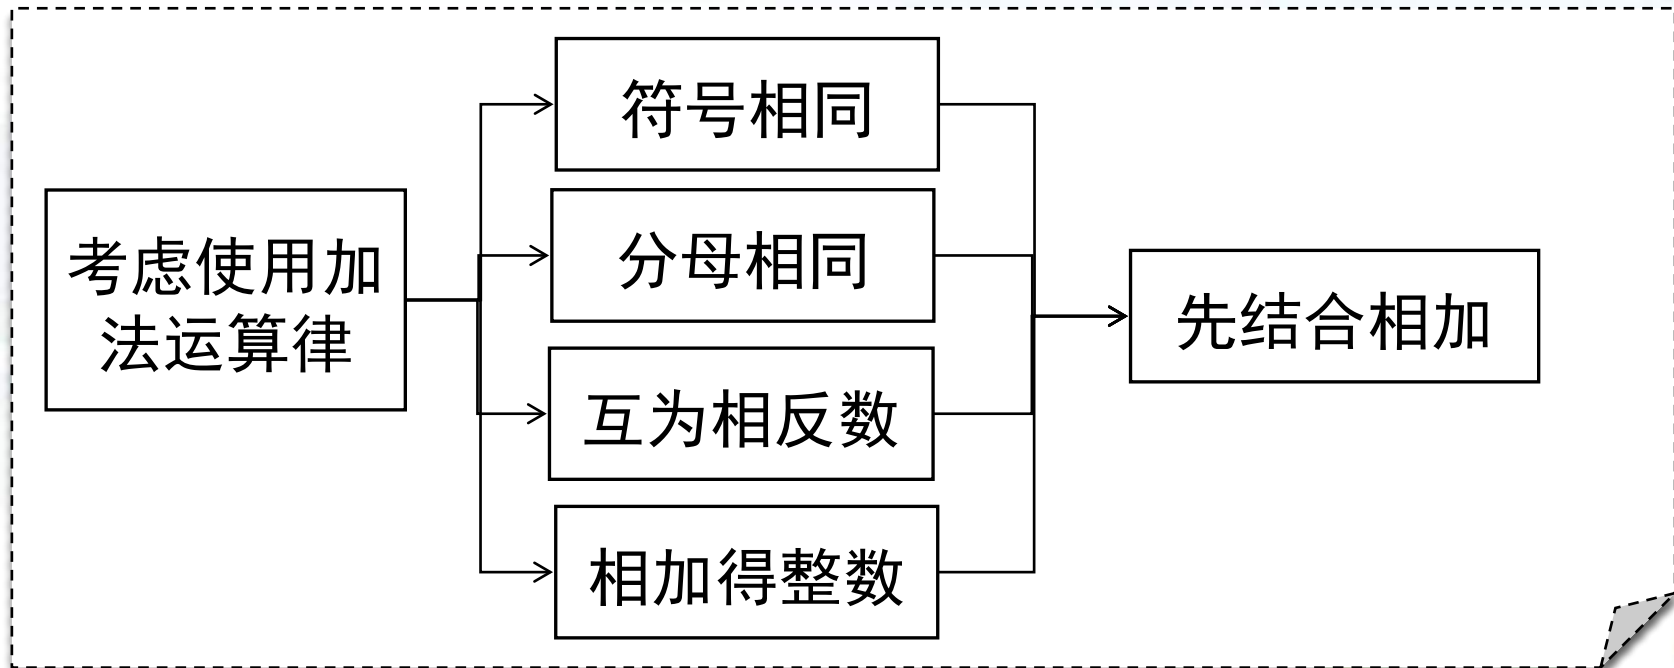 考虑使用加
法运算律
符号相同
分母相同
互为相反数
相加得整数
先结合相加